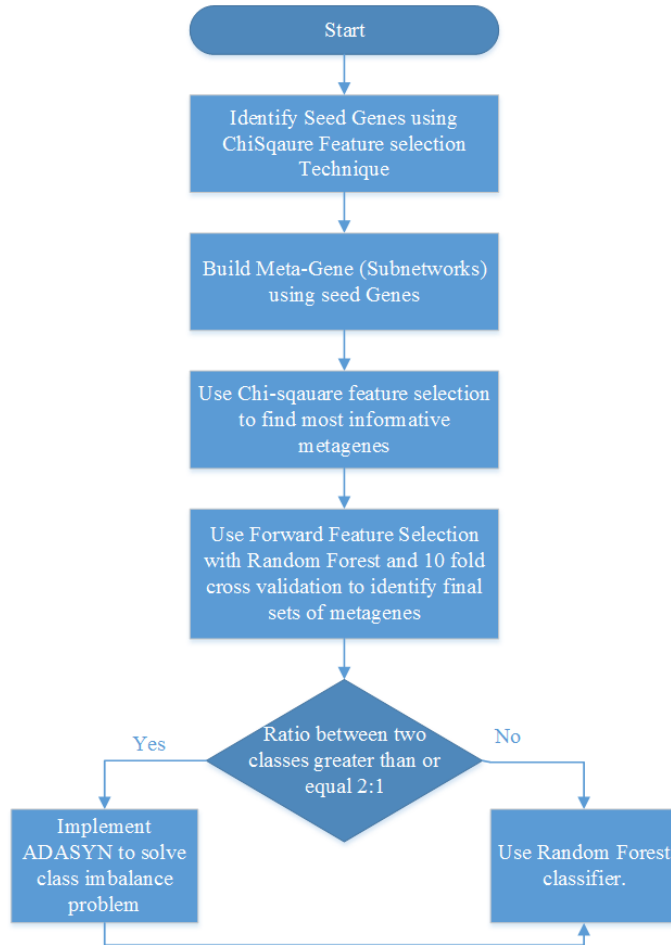 Start
Identify Seed Genes using
ChiSqaure Feature selection
Technique
Build Meta-Gene (Subnetworks)
using seed Genes
Use Chi-sqauare feature selection
to find most informative
metagenes
Use Forward Feature Selection
with Random Forest and 10 fold
cross validation to identify final
sets of metagenes
Ratio between two
classes greater than or
equal 2:1
Yes
No
Implement
ADASYN to solve
class imbalance
problem
Use Random Forest
classifier.